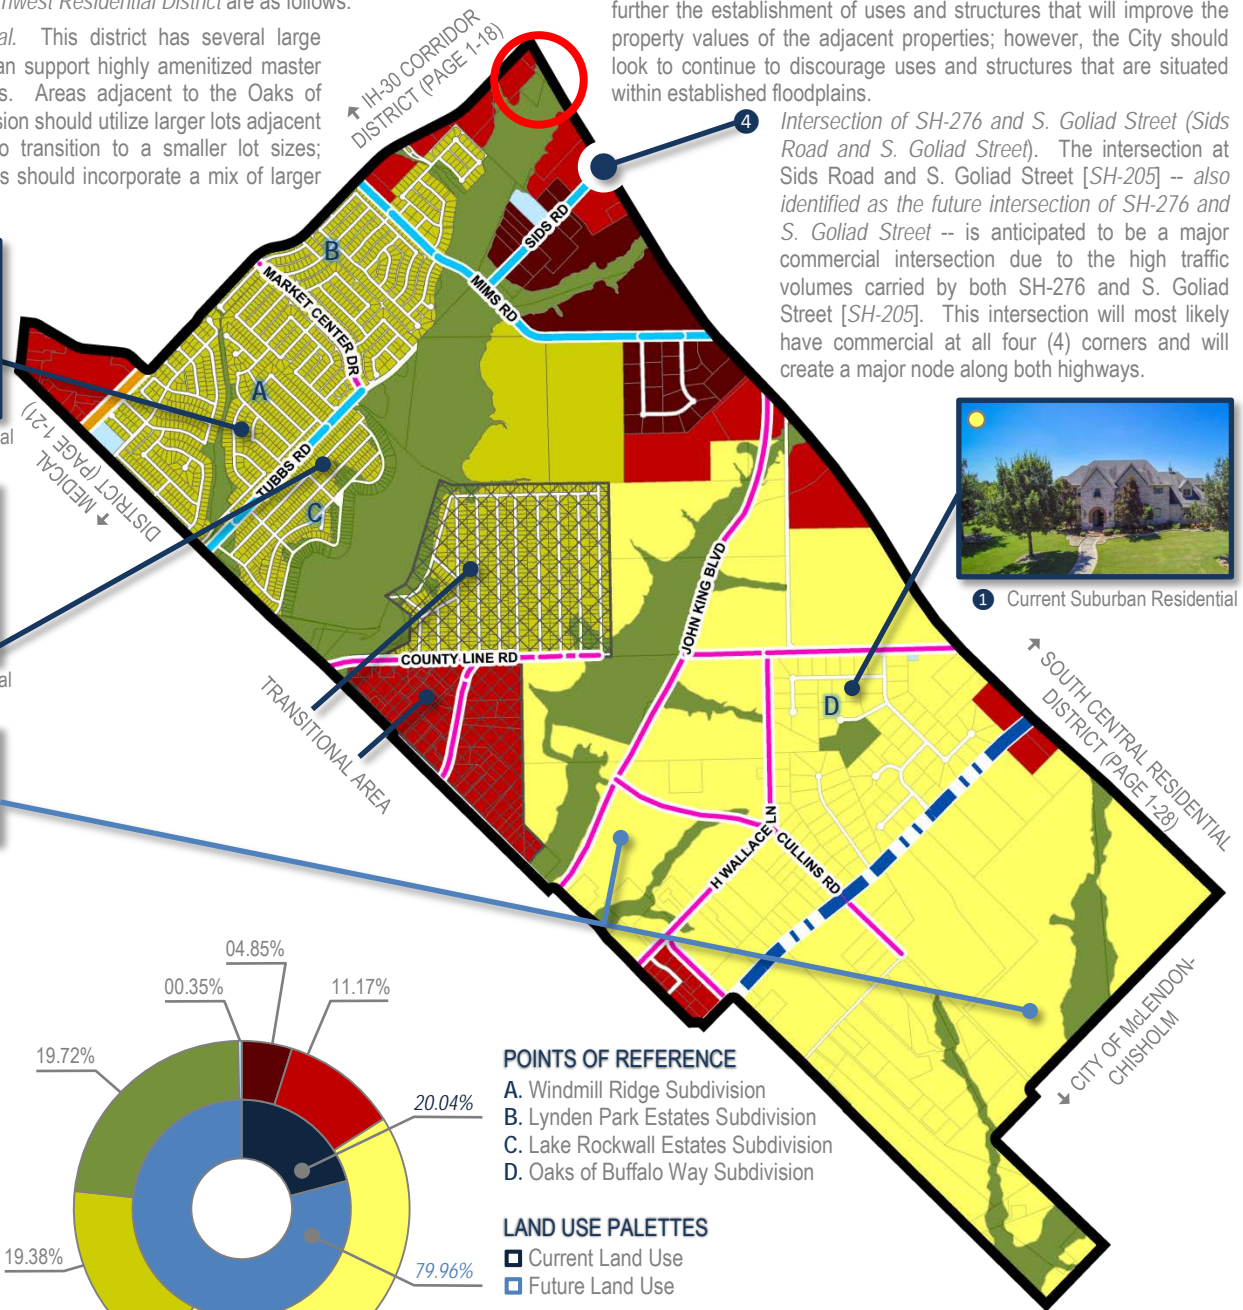 nwest Residential District are as follows.
al. This district has several large
an support highly amenitized master
s. Areas adjacent to the Oaks of
sion should utilize larger lots adjacent
o transition to a smaller lot sizes;
s should incorporate a mix of larger
further the establishment of uses and structures that will improve the
property values of the adjacent properties; however, the City should
look to continue to discourage uses and structures that are situated
within established floodplains.
4
Intersection of SH-276 and S. Goliad Street (Sids
Road and S. Goliad Street). The intersection at
Sids Road and S. Goliad Street [SH-205] -- also
identified as the future intersection of SH-276 and
S. Goliad Street -- is anticipated to be a major
commercial intersection due to the high traffic
volumes carried by both SH-276 and S. Goliad
Street [SH-205]. This intersection will most likely
have commercial at all four (4) corners and will
create a major node along both highways.
IH-30 CORRIDOR
DISTRICT (PAGE 1-18)
SIDS RD
B
MIMS RD
MARKET CENTER DR
A
TUBBS RD
C
al
MEDICAL
DISTRICT (PAGE 1-21)
JOHN KING BLVD
1 Current Suburban Residential
COUNTY LINE RD
al
TRANSITIONAL AREA
D
SOUTH CENTRAL RESIDENTIAL
DISTRICT (PAGE 1-28)
H WALLACE LN
CULLINS RD
CITY OF McLENDON-
CHISHOLM
04.85%
00.35%
11.17%
19.72%
20.04%
19.38%
79.96%
POINTS OF REFERENCE
A. Windmill Ridge Subdivision
B. Lynden Park Estates Subdivision
C. Lake Rockwall Estates Subdivision
D. Oaks of Buffalo Way Subdivision
LAND USE PALETTES
Current Land Use
Future Land Use